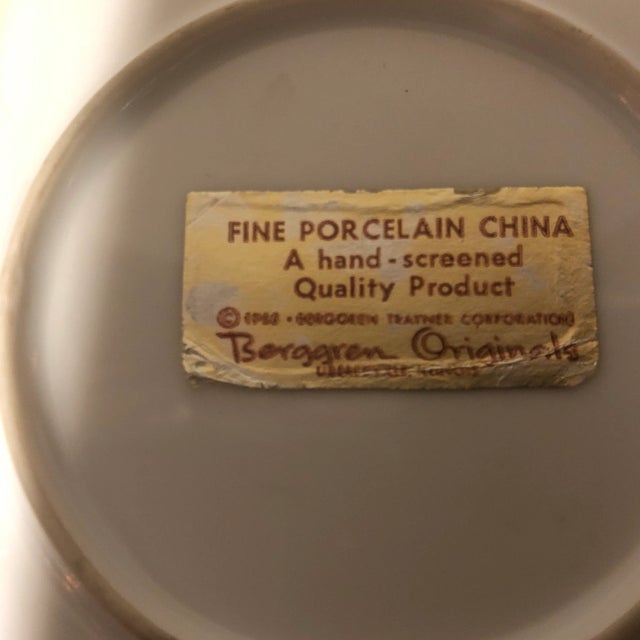 FINE PORCELAIN CHINA
A hand-screened
Quality Product
© BERGGREN TRAYNER CORPORATION
Berggren Originals